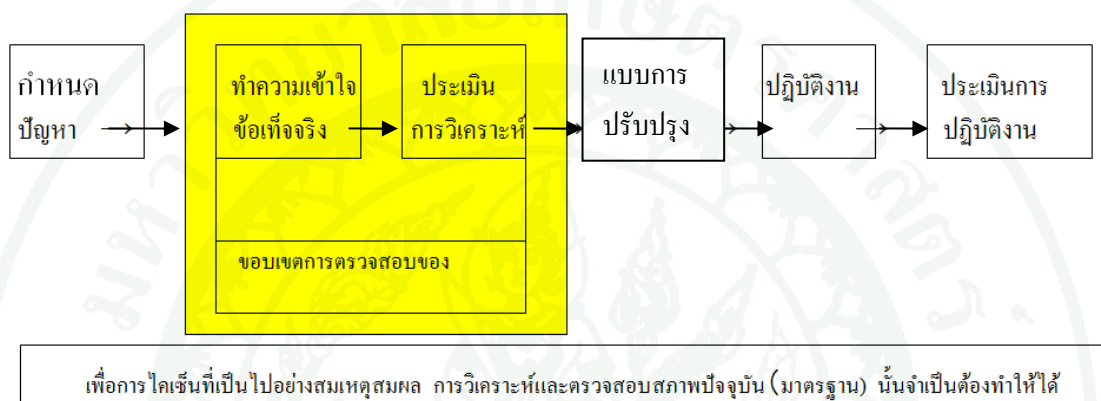 กำหนด
ปัญหา
ทำความเข้าใจ
ข้อเท็จจริง
ประเมิน
การวิเคราะห์
แบบการ
ปรับปรุง
ปฏิบัติงาน
ประเมินการ
ปฏิบัติงาน
ขอบเขตการตรวจสอบของ
เพื่อการไคเซ็นที่เป็นไปอย่างสมเหตุสมผล การวิเคราะห์และตรวจสอบสภาพปัจจุบัน (มาตรฐาน) นั้นจำเป็นต้องทำให้ได้